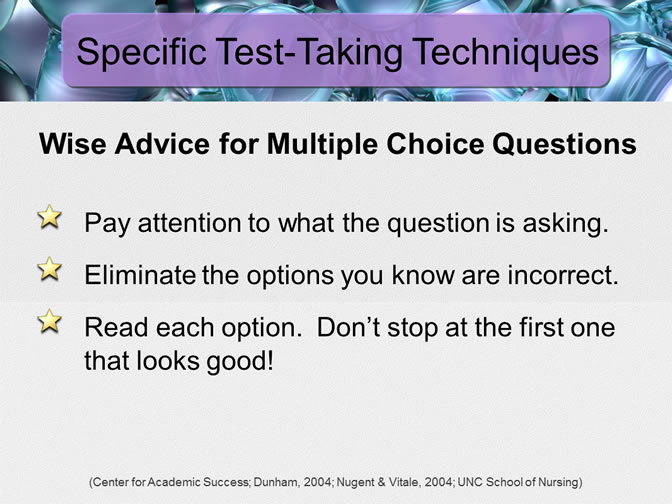 Specific Test-Taking Techniques
Wise Advice for Multiple Choice Questions
Pay attention to what the question is asking.
Eliminate the options you know are incorrect.
Read each option.  Don’t stop at the first one
that looks good!
(Center for Academic Success; Dunham, 2004; Nugent & Vitale, 2004; UNC School of Nursing)